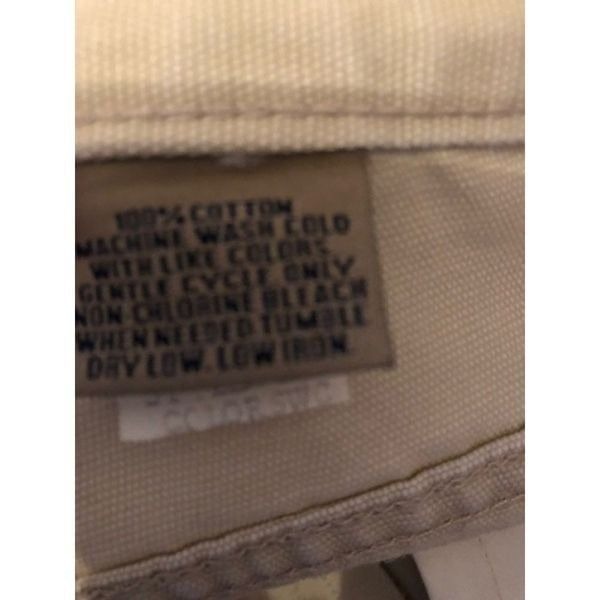 100% COTTON
MACHINE WASH COLD
WITH LIKE COLORS.
GENTLE CYCLE ONLY
NON-CHLORINE BLEACH
WHEN NEEDED. TUMBLE
DRY LOW. LOW IRON.
COLOR